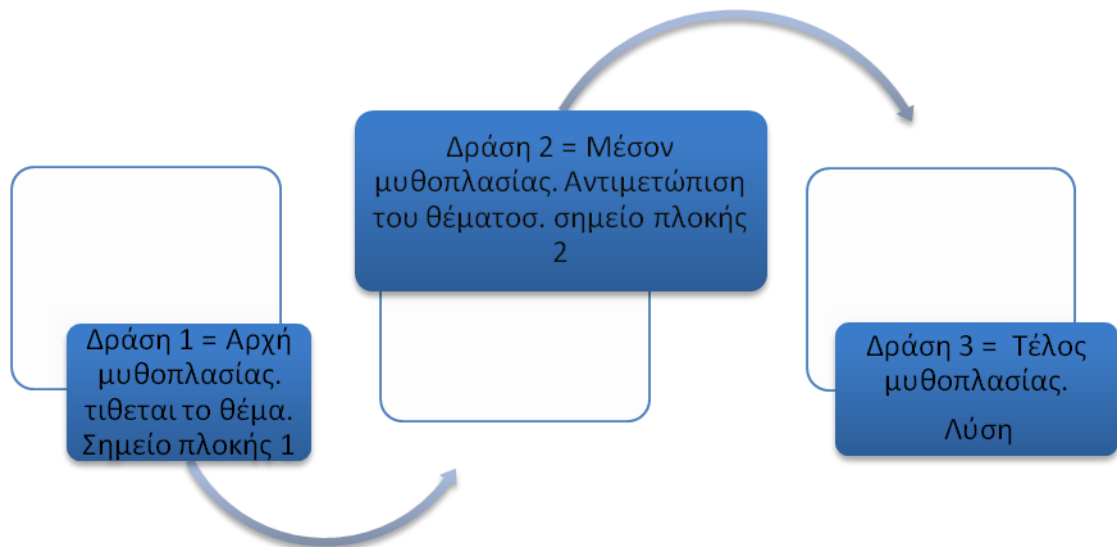 Δράση 1 = Αρχή
μυθοπλασίας.
τιθεται το θέμα.
Σημείο πλοκής 1
Δράση 2 = Μέσον
μυθοπλασίας. Αντιμετώπιση
του θέματοσ. σημείο πλοκής
2
Δράση 3 = Τέλος
μυθοπλασίας.
Λύση